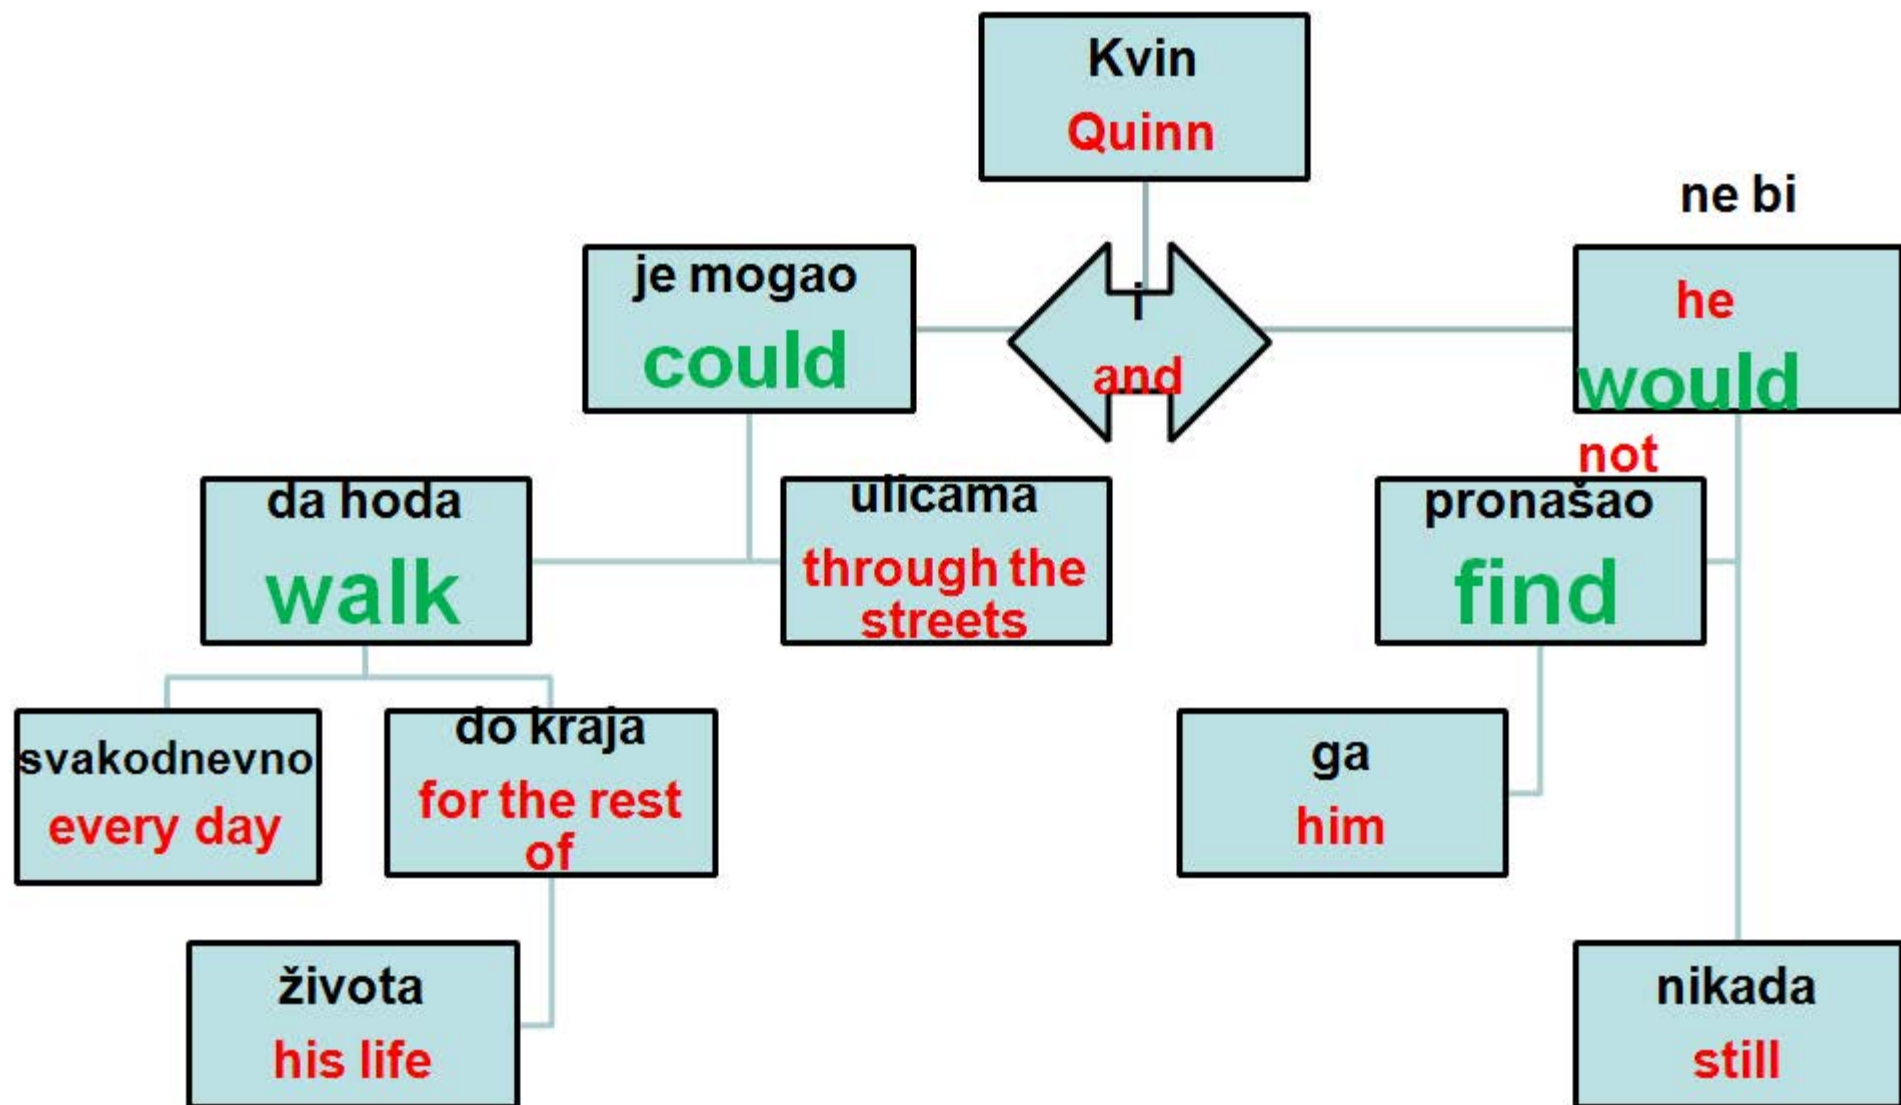 Kvin
Quinn
je mogao
could
i
and
ne bi
he
would
not
da hoda
walk
ulicama
through the
streets
pronašao
find
svakodnevno
every day
do kraja
for the rest
of
ga
him
života
his life
nikada
still